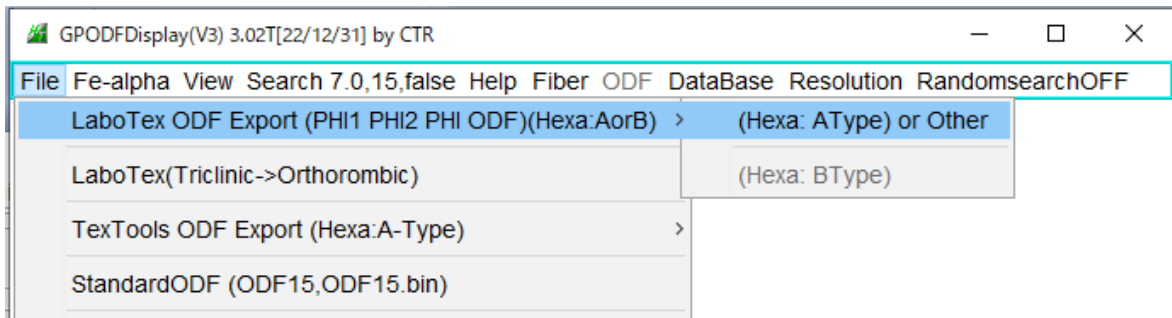 GPODFDisplay(V3) 3.02T[22/12/31] by CTR
File Fe-alpha View Search 7.0,15,false Help Fiber ODF DataBase Resolution RandomsearchOFF
LaboTex ODF Export (PHI1 PHI2 PHI ODF)(Hexa:AorB) > (Hexa: AType) or Other
LaboTex(Triclinic->Orthorombic) (Hexa: BType)
TexTools ODF Export (Hexa:A-Type) >
StandardODF (ODF15,ODF15.bin)